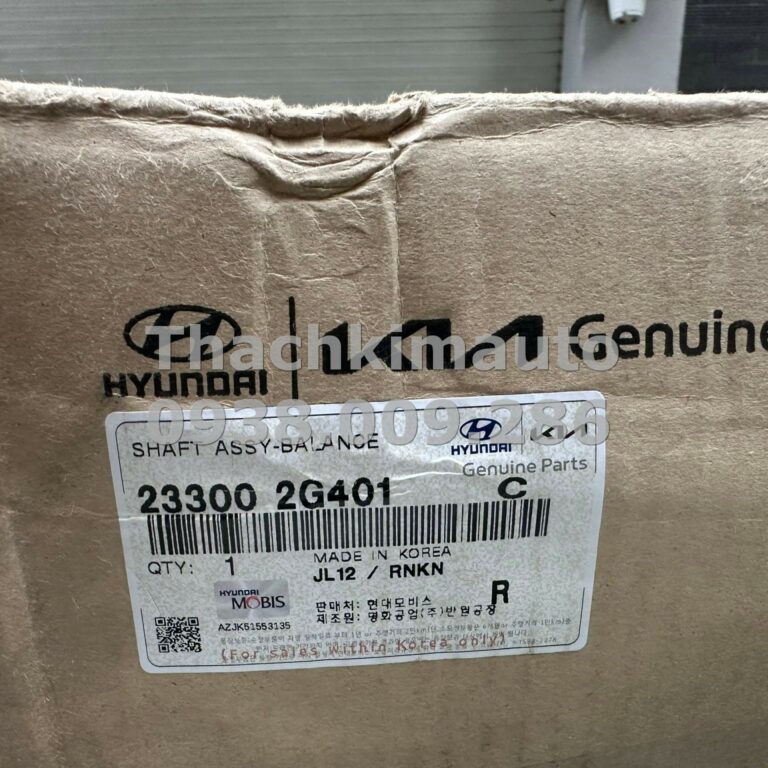 HYUNDAI | KIA Genuine
Thachkimauto
0938 009 286
SHAFT ASSY-BALANCE
HYUNDAI KIA
Genuine Parts
23300 2G401 C
QTY: 1 MADE IN KOREA
JL12 / RNKN
HYUNDAI
MOBIS
R
판매처: 현대모비스
제조원: 명화공업(주)반월공장
AZJK51553135
(For sales within Korea only)